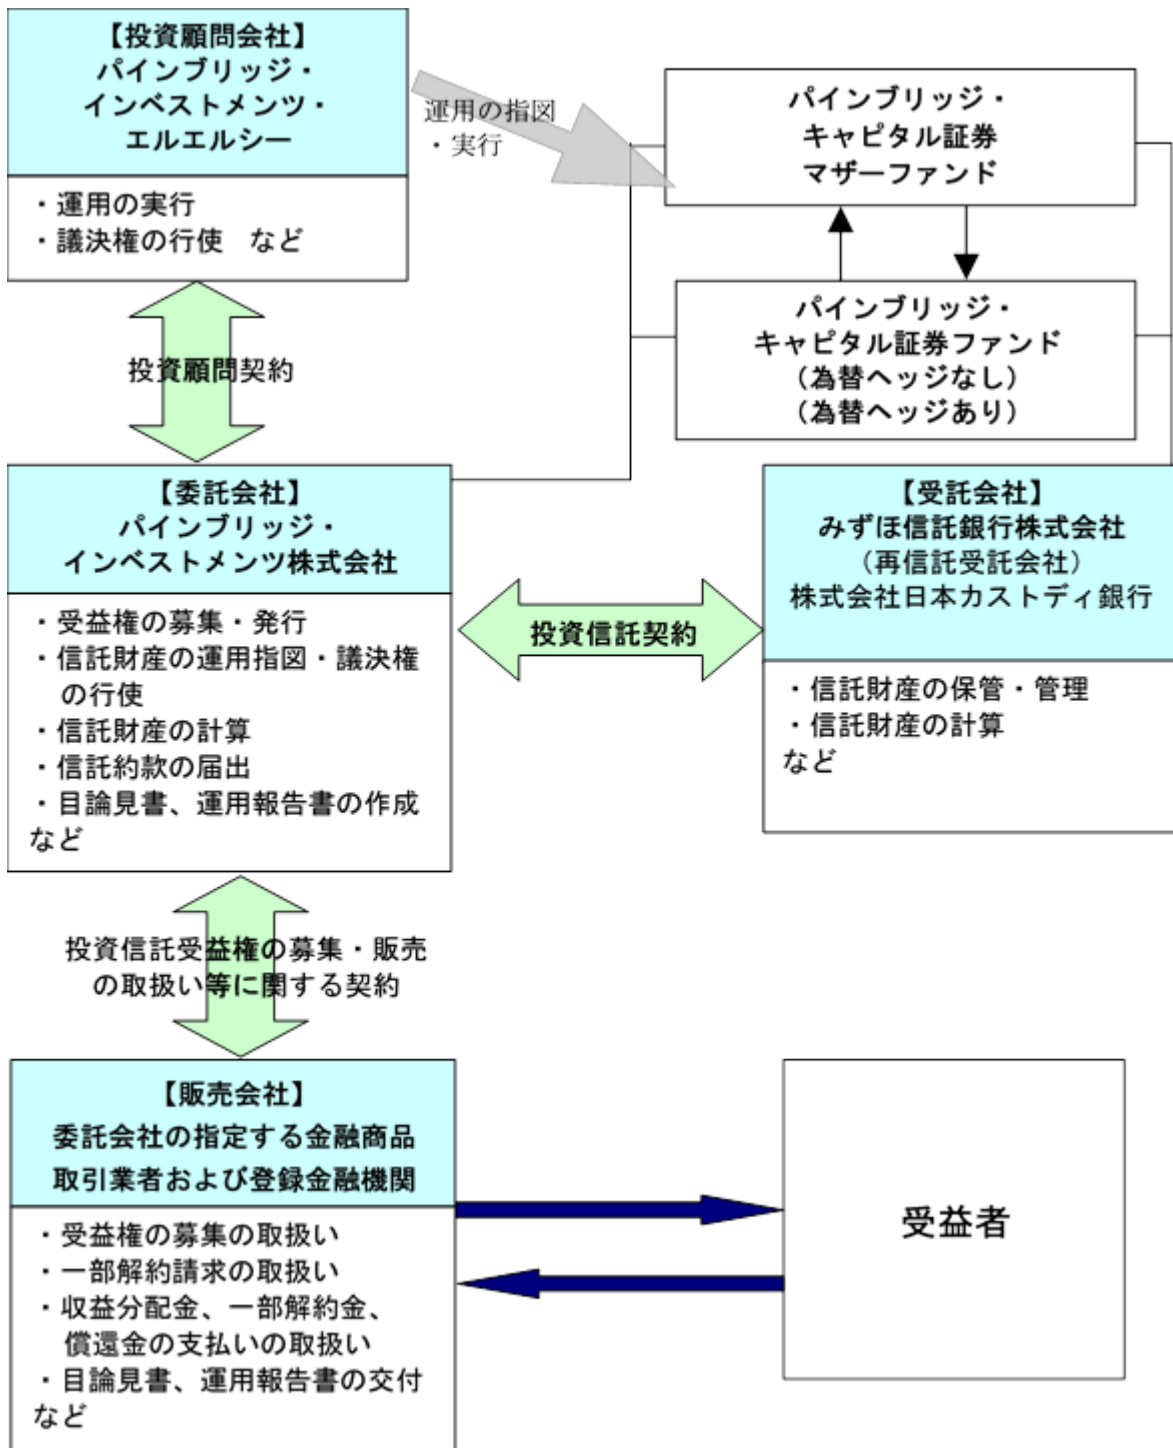 【投資顧問会社】
パインブリッジ・
インベストメンツ・
エルエルシー
・運用の実行
・議決権の行使　など
運用の指図
・実行
パインブリッジ・
キャピタル証券
マザーファンド
パインブリッジ・
キャピタル証券ファンド
（為替ヘッジなし）
（為替ヘッジあり）
投資顧問契約
【委託会社】
パインブリッジ・
インベストメンツ株式会社
・受益権の募集・発行
・信託財産の運用指図・議決権
の行使
・信託財産の計算
・信託約款の届出
・目論見書、運用報告書の作成
など
投資信託契約
【受託会社】
みずほ信託銀行株式会社
（再信託受託会社）
株式会社日本カストディ銀行
・信託財産の保管・管理
・信託財産の計算
など
投資信託受益権の募集・販売
の取扱い等に関する契約
【販売会社】
委託会社の指定する金融商品
取引業者および登録金融機関
・受益権の募集の取扱い
・一部解約請求の取扱い
・収益分配金、一部解約金、
償還金の支払いの取扱い
・目論見書、運用報告書の交付
など
受益者